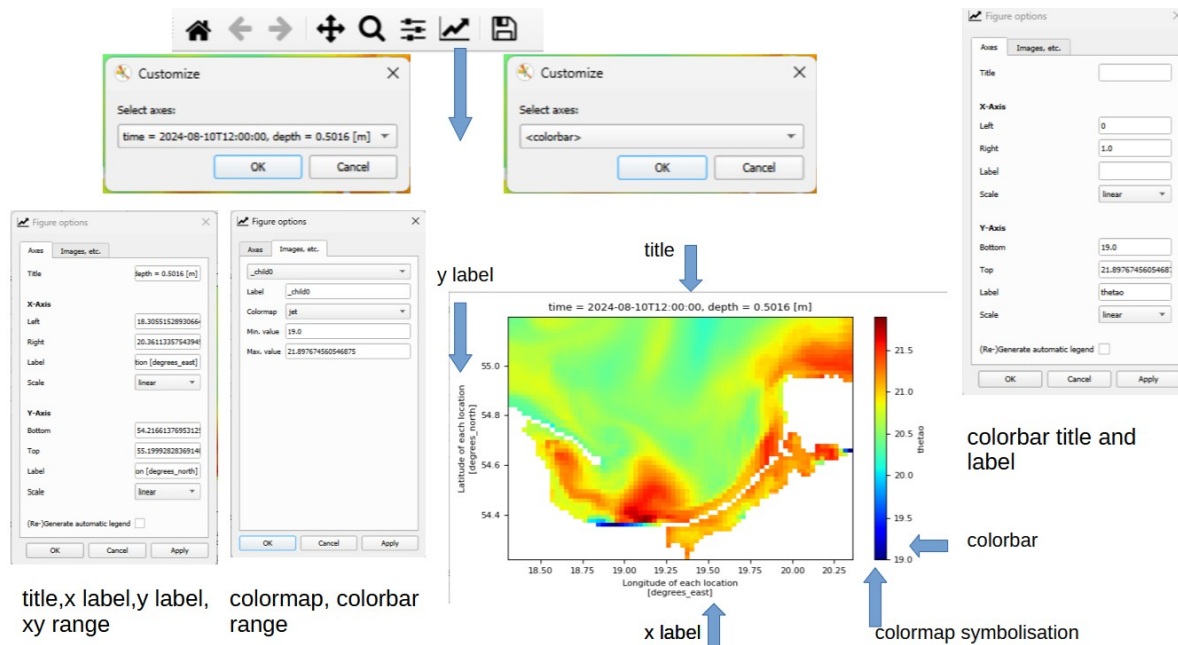 Customize
Select axes:
time = 2024-08-10T12:00:00, depth = 0.5016 [m]
OK Cancel
Customize
Select axes:
<colorbar>
OK Cancel
Figure options
Axes Images, etc.
Title
X-Axis
Left 0
Right 1.0
Label
Scale linear
Y-Axis
Bottom 19.0
Top 21.89767456054687
Label thetao
Scale linear
(Re-)Generate automatic legend
OK Cancel Apply
colorbar title and
label
Figure options
Axes Images, etc.
Title depth = 0.5016 [m]
X-Axis
Left
Right
Label tion [degrees_east]
Scale linear
Y-Axis
Bottom
Top
Label on [degrees_north]
Scale linear
(Re-)Generate automatic legend
OK Cancel Apply
title,x label,y label,
xy range
Figure options
Axes Images, etc.
_child0
Label _child0
Colormap jet
Min. value 19.0
Max. value 21.897674560546875
OK Cancel Apply
colormap, colorbar
range
title
y label
time = 2024-08-10T12:00:00, depth = 0.5016 [m]
55.0
54.8
54.6
54.4
Latitude of each location
[degrees_north]
18.50 18.75 19.00 19.25 19.50 19.75 20.00 20.25
Longitude of each location
[degrees_east]
21.5
21.0
20.5
20.0
19.5
19.0
thetao
colorbar
x label
colormap symbolisation